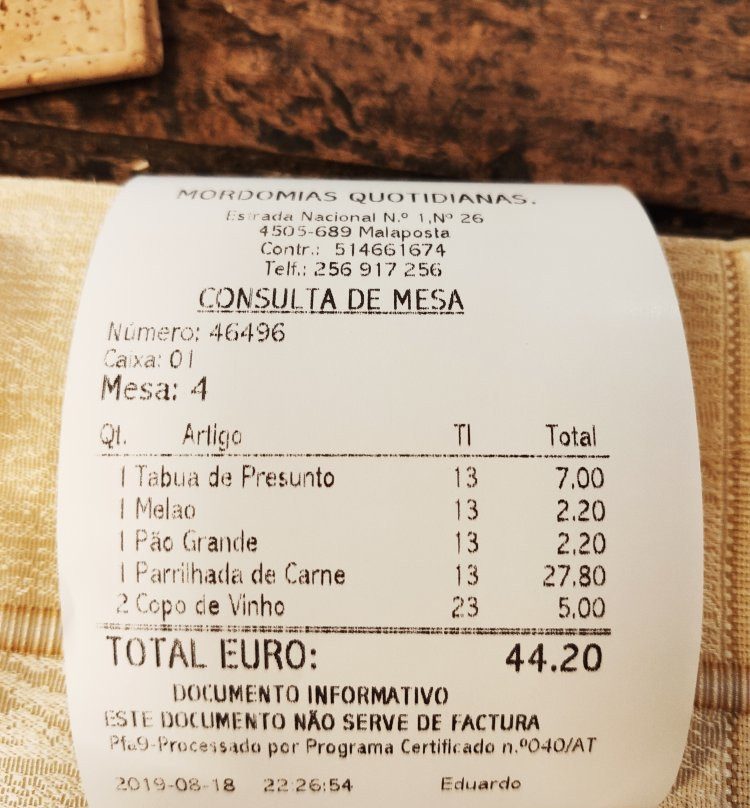 MORDOMIAS QUOTIDIANAS.
Estrada Nacional N.º 1,Nº 26
4505-689 Malaposta
Contr.: 514661674
Telf.: 256 917 256
CONSULTA DE MESA
Número: 46496
Caixa: 01
Mesa: 4
Qt. Artigo TI Total
1 Tabua de Presunto 13 7.00
1 Melao 13 2.20
1 Pão Grande 13 2.20
1 Parrilhada de Carne 13 27.80
2 Copo de Vinho 23 5.00
TOTAL EURO: 44.20
DOCUMENTO INFORMATIVO
ESTE DOCUMENTO NÃO SERVE DE FACTURA
Pfa9-Processado por Programa Certificado n.º040/AT
2019-08-18 22:26:54 Eduardo